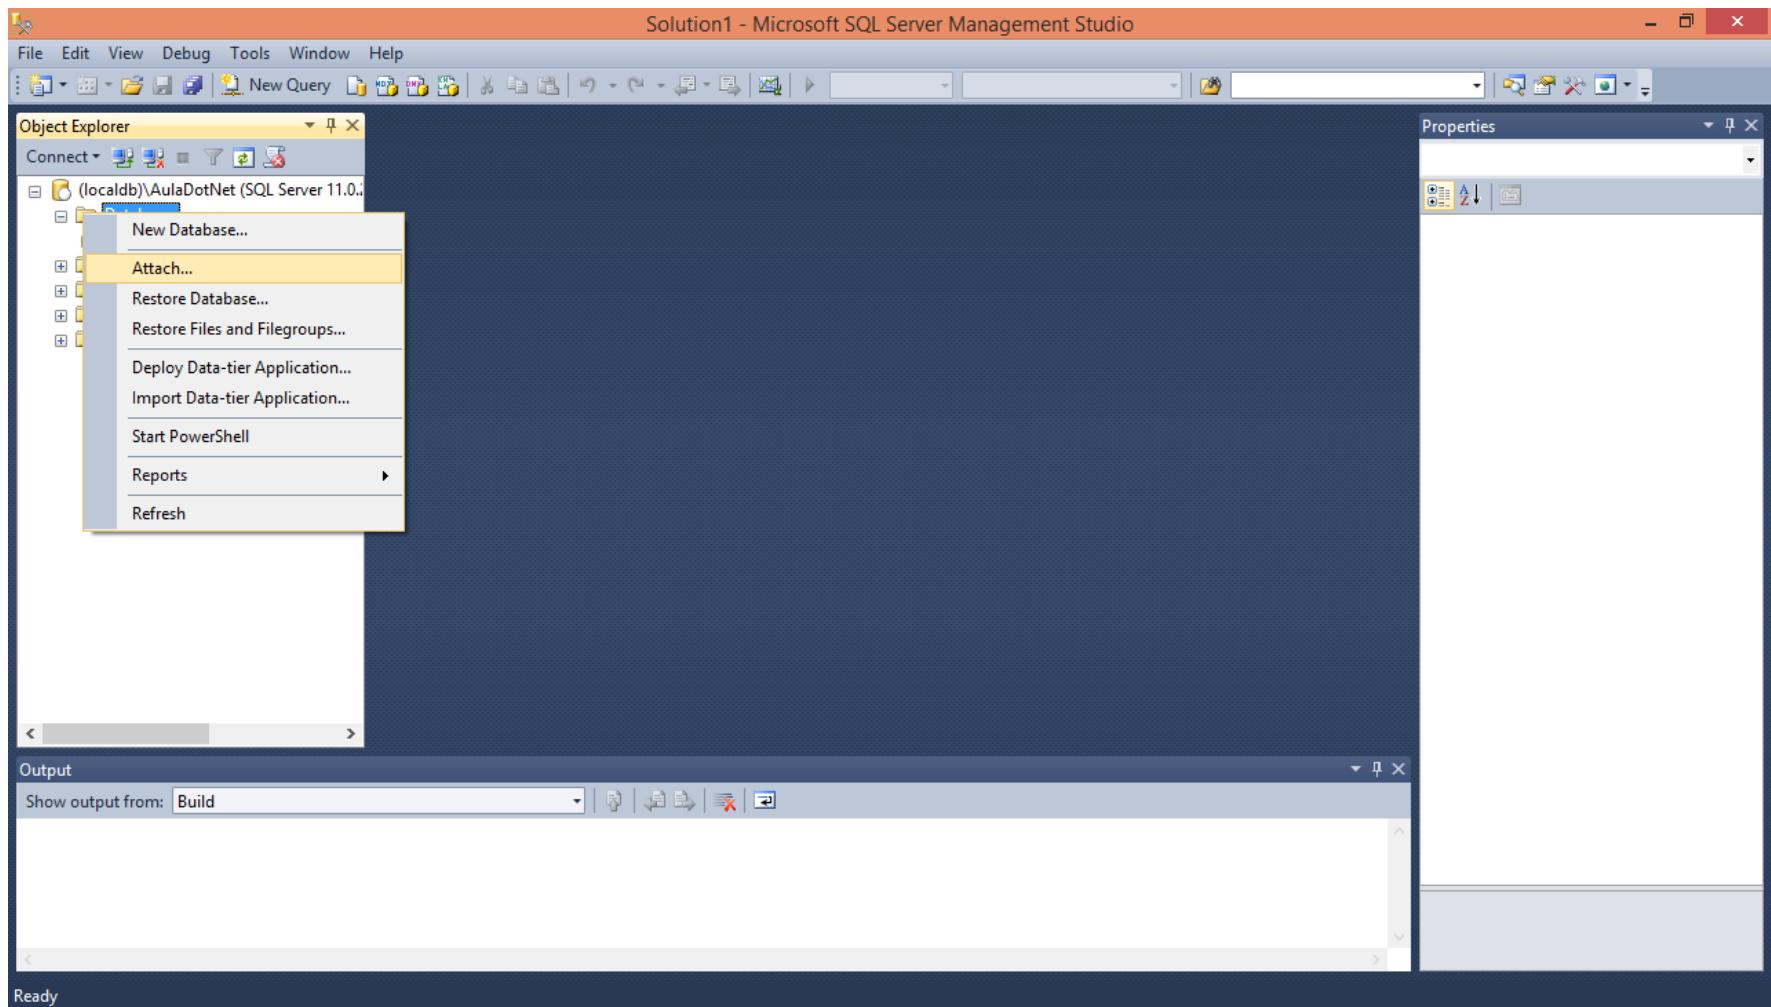 Solution1 - Microsoft SQL Server Management Studio
File Edit View Debug Tools Window Help
New Query
Object Explorer
Properties
Connect
(localdb)\AulaDotNet (SQL Server 11.0.
New Database...
Attach...
Restore Database...
Restore Files and Filegroups...
Deploy Data-tier Application...
Import Data-tier Application...
Start PowerShell
Reports
Refresh
Output
Show output from: Build
Ready